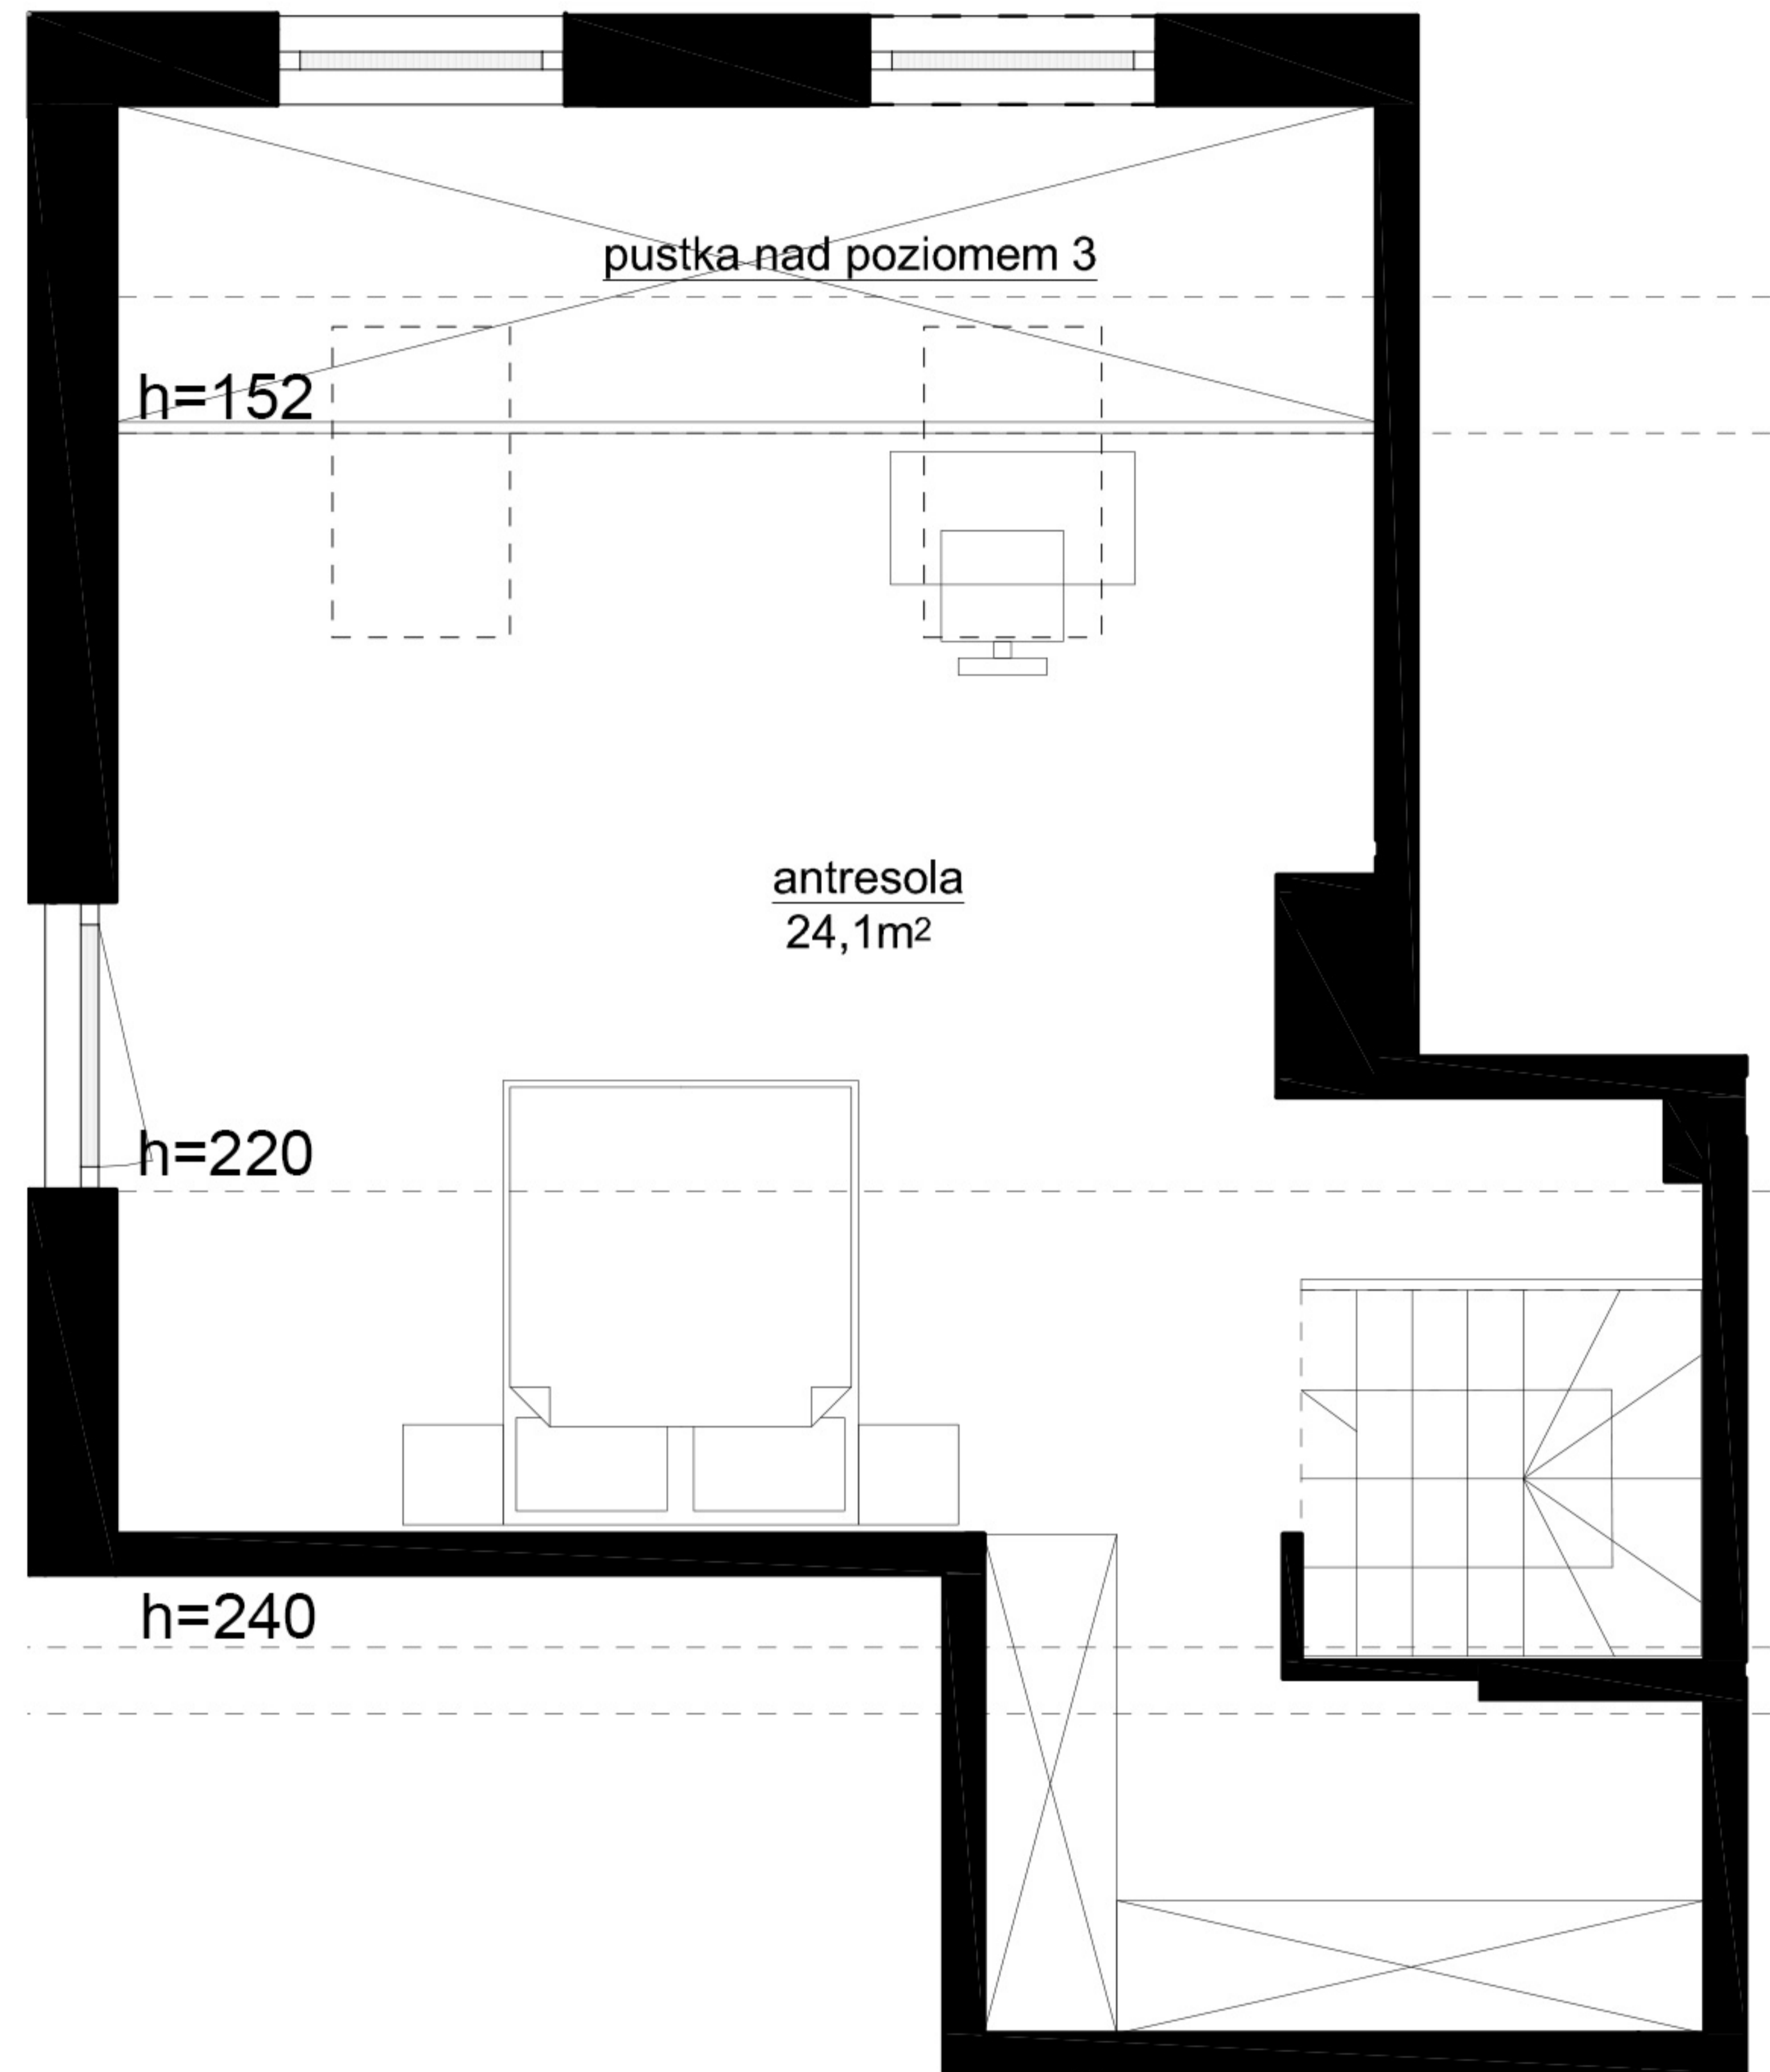 pustka nad poziomem 3
h=152
antresola
24,1m²
h=220
h=240